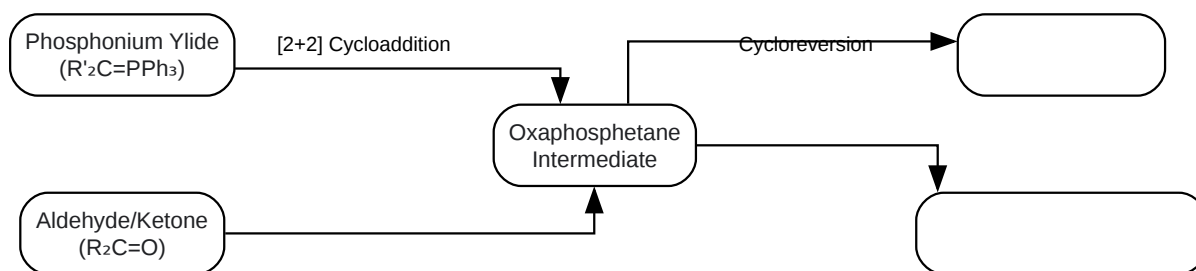 Phosphonium Ylide
(R'₂C=PPh₃)
[2+2] Cycloaddition
Cycloreversion
Oxaphosphetane
Intermediate
Aldehyde/Ketone
(R₂C=O)